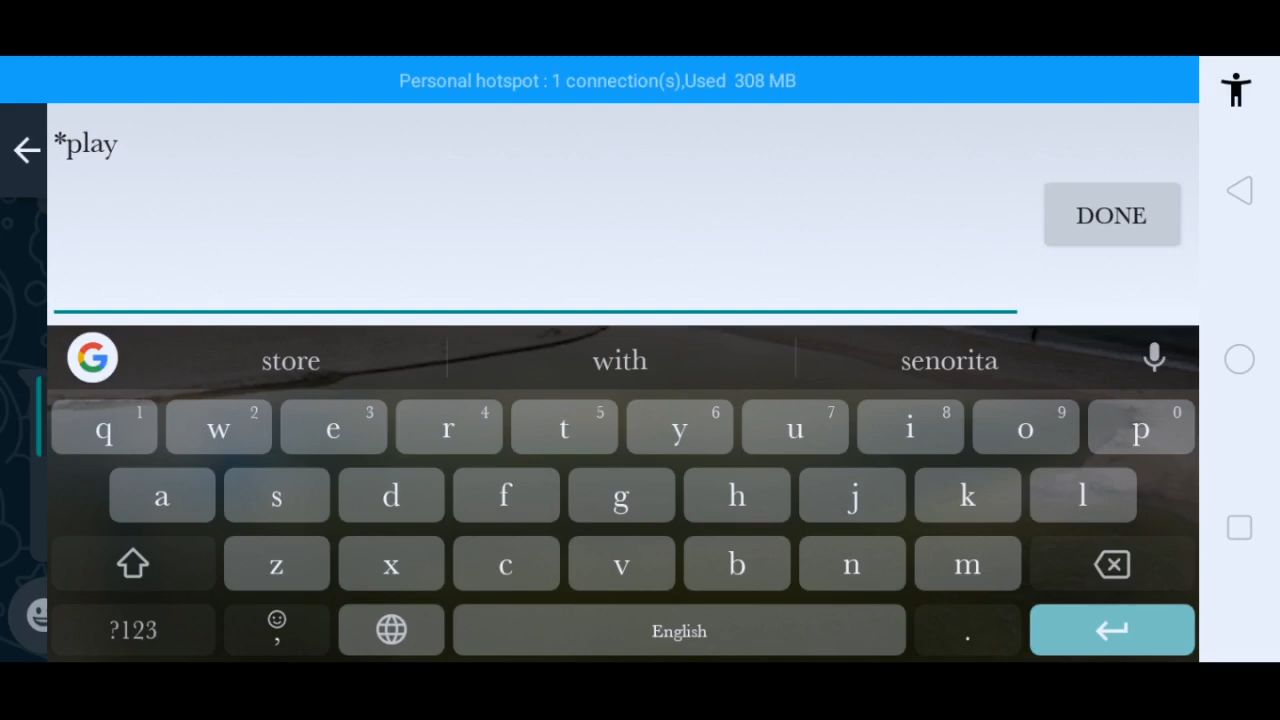 Personal hotspot : 1 connection(s),Used 308 MB
*play
DONE
G store with senorita
q 1 w 2 e 3 r 4 t 5 y 6 u 7 i 8 o 9 p 0
a s d f g h j k l
z x c v b n m
?123 , English .